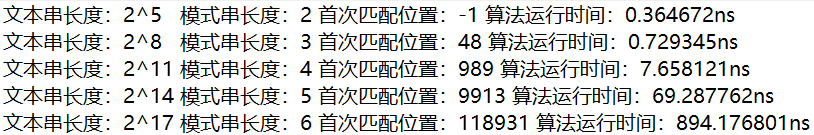 文本串长度：2^5 模式串长度：2 首次匹配位置：-1 算法运行时间：0.364672ns
文本串长度：2^8 模式串长度：3 首次匹配位置：48 算法运行时间：0.729345ns
文本串长度：2^11 模式串长度：4 首次匹配位置：989 算法运行时间：7.658121ns
文本串长度：2^14 模式串长度：5 首次匹配位置：9913 算法运行时间：69.287762ns
文本串长度：2^17 模式串长度：6 首次匹配位置：118931 算法运行时间：894.176801ns